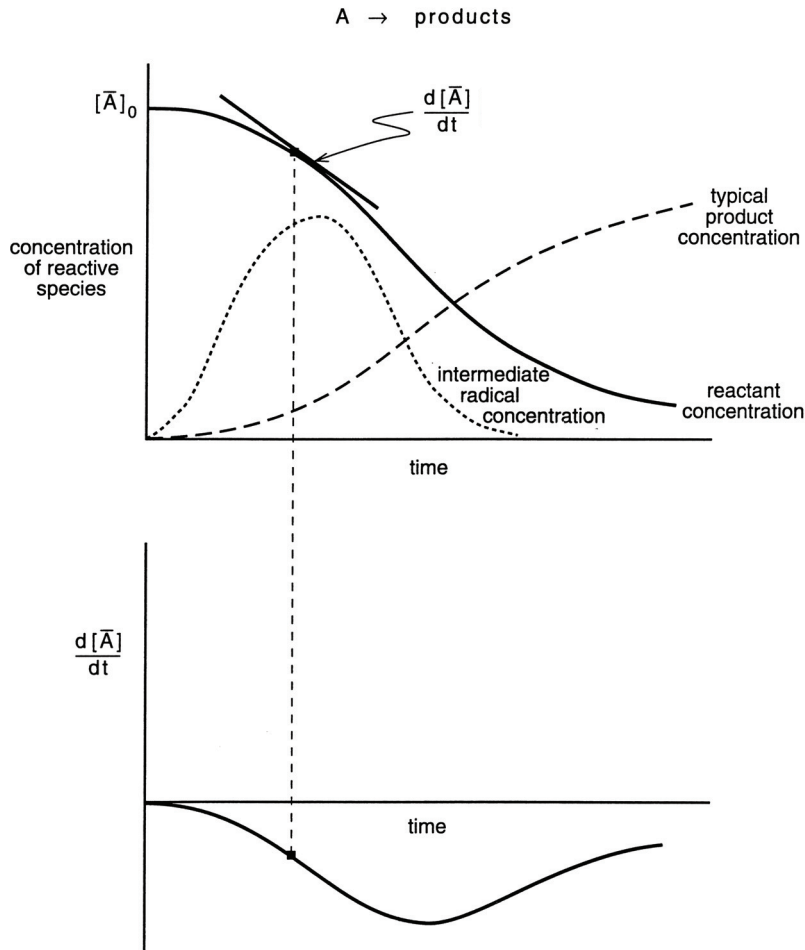 A → products
[A̅]₀
d[A̅]
dt
typical
product
concentration
concentration
of reactive
species
intermediate
radical
concentration
reactant
concentration
time
d[A̅]
dt
time